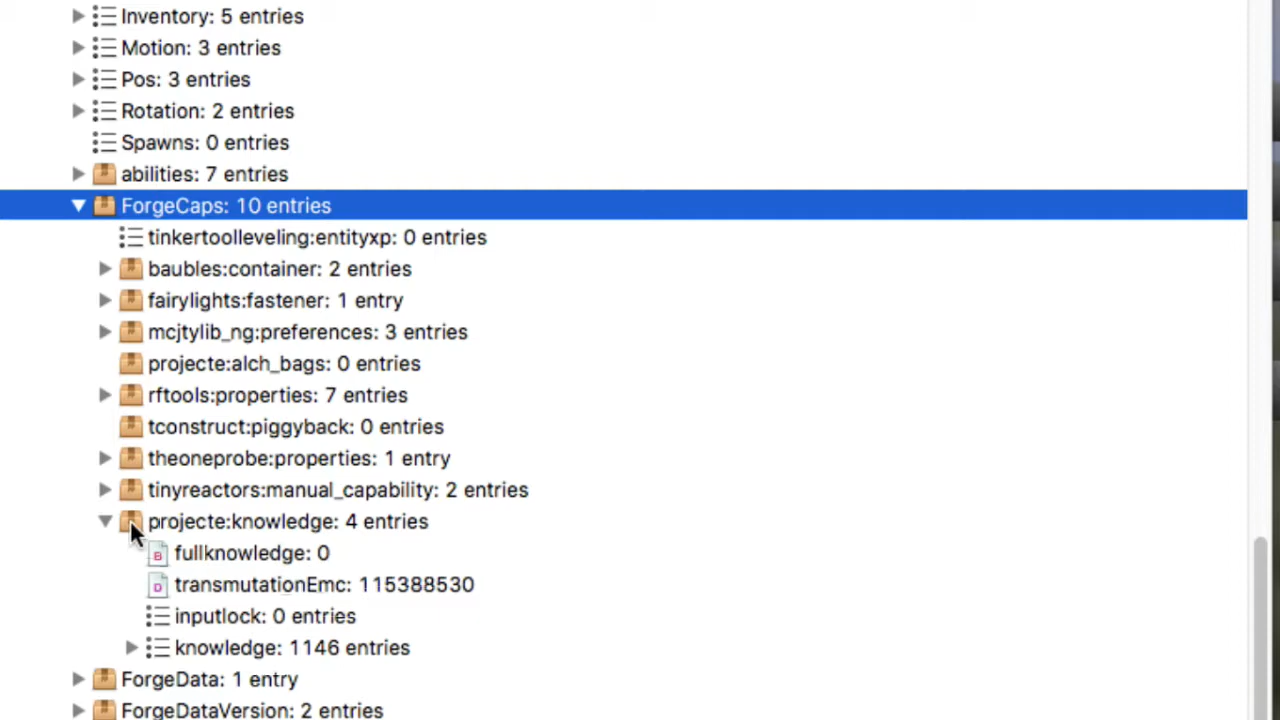 Inventory: 5 entries
Motion: 3 entries
Pos: 3 entries
Rotation: 2 entries
Spawns: 0 entries
abilities: 7 entries
ForgeCaps: 10 entries
tinkertoolleveling:entityxp: 0 entries
baubles:container: 2 entries
fairylights:fastener: 1 entry
mcjtylib_ng:preferences: 3 entries
projecte:alch_bags: 0 entries
rftools:properties: 7 entries
tconstruct:piggyback: 0 entries
theoneprobe:properties: 1 entry
tinyreactors:manual_capability: 2 entries
projecte:knowledge: 4 entries
B fullknowledge: 0
D transmutationEmc: 115388530
inputlock: 0 entries
knowledge: 1146 entries
ForgeData: 1 entry
ForgeDataVersion: 2 entries